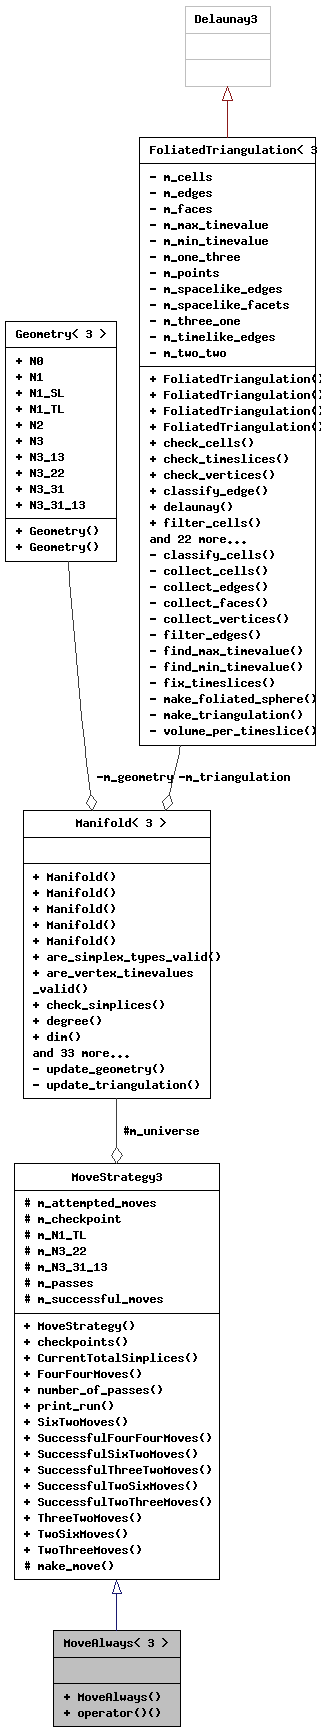 Delaunay3
FoliatedTriangulation< 3
- m_cells
- m_edges
- m_faces
- m_max_timevalue
- m_min_timevalue
- m_one_three
- m_points
- m_spacelike_edges
- m_spacelike_facets
- m_three_one
- m_timelike_edges
- m_two_two
+ FoliatedTriangulation()
+ FoliatedTriangulation()
+ FoliatedTriangulation()
+ FoliatedTriangulation()
+ check_cells()
+ check_timeslices()
+ check_vertices()
+ classify_edge()
+ delaunay()
+ filter_cells()
and 22 more...
- classify_cells()
- collect_cells()
- collect_edges()
- collect_faces()
- collect_vertices()
- filter_edges()
- find_max_timevalue()
- find_min_timevalue()
- fix_timeslices()
- make_foliated_sphere()
- make_triangulation()
- volume_per_timeslice()
Geometry< 3 >
+ N0
+ N1
+ N1_SL
+ N1_TL
+ N2
+ N3
+ N3_13
+ N3_22
+ N3_31
+ N3_31_13
+ Geometry()
+ Geometry()
-m_geometry
-m_triangulation
Manifold< 3 >
+ Manifold()
+ Manifold()
+ Manifold()
+ Manifold()
+ Manifold()
+ are_simplex_types_valid()
+ are_vertex_timevalues
_valid()
+ check_simplices()
+ degree()
+ dim()
and 33 more...
- update_geometry()
- update_triangulation()
#m_universe
MoveStrategy3
# m_attempted_moves
# m_checkpoint
# m_N1_TL
# m_N3_22
# m_N3_31_13
# m_passes
# m_successful_moves
+ MoveStrategy()
+ checkpoints()
+ CurrentTotalSimplices()
+ FourFourMoves()
+ number_of_passes()
+ print_run()
+ SixTwoMoves()
+ SuccessfulFourFourMoves()
+ SuccessfulSixTwoMoves()
+ SuccessfulThreeTwoMoves()
+ SuccessfulTwoSixMoves()
+ SuccessfulTwoThreeMoves()
+ ThreeTwoMoves()
+ TwoSixMoves()
+ TwoThreeMoves()
# make_move()
MoveAlways< 3 >
+ MoveAlways()
+ operator()()